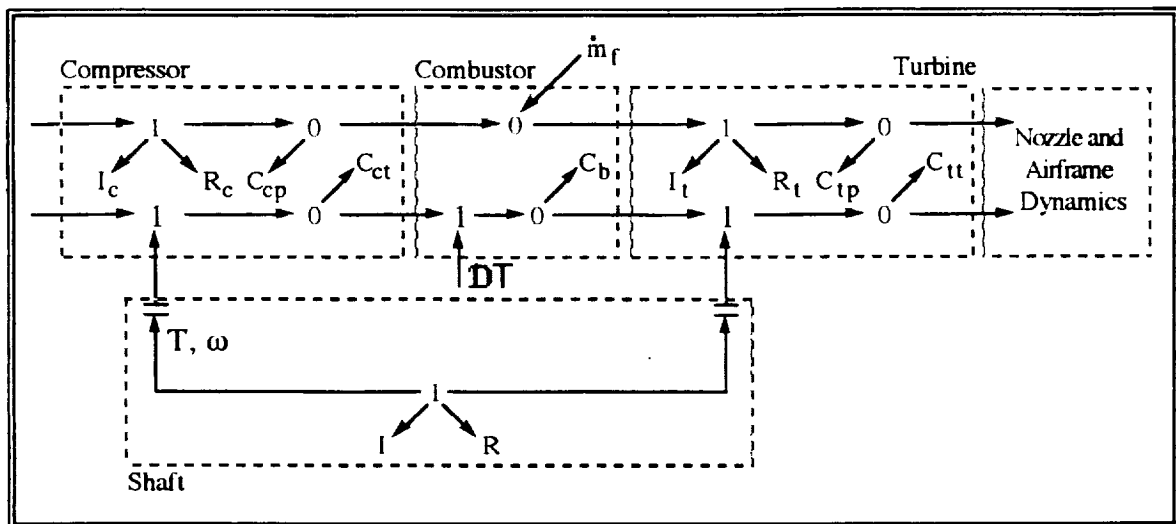 ṁf
Compressor
Combustor
Turbine
1 0 0 1 0
Nozzle and
Airframe
Dynamics
Ic Rc Ccp Cct Cb It Rt Ctp Ctt
1 0 1 0 1 0
DT
T, ω
1
I R
Shaft